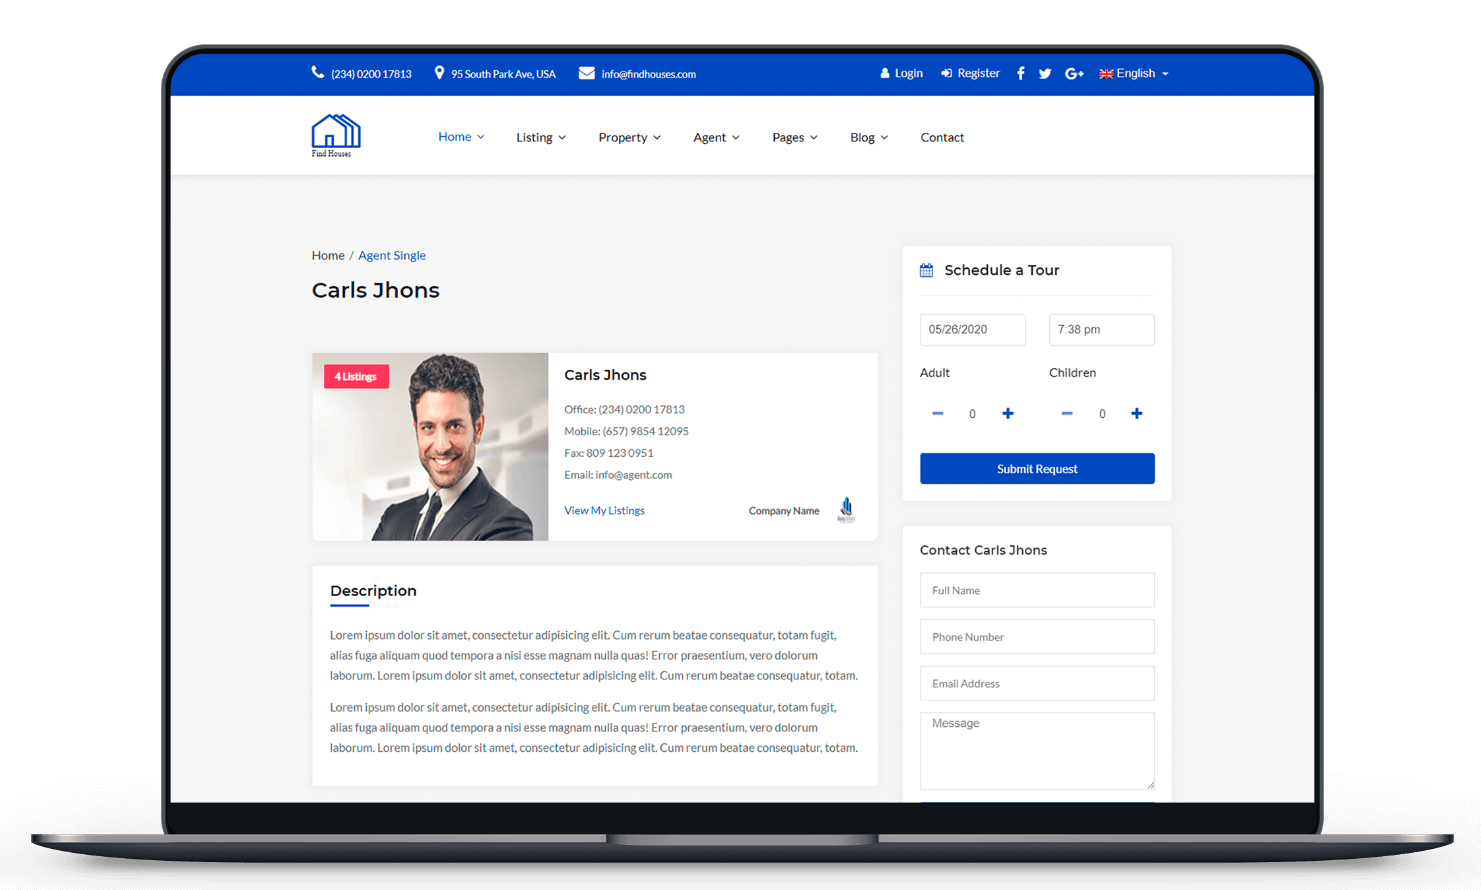 (234) 0200 17813 95 South Park Ave, USA info@findhouses.com Login Register G+ English
Find Houses
Home Listing Property Agent Pages Blog Contact
Home / Agent Single
Carls Jhons
4 Listings
Carls Jhons
Office: (234) 0200 17813
Mobile: (657) 9854 12095
Fax: 809 123 0951
Email: info@agent.com
View My Listings Company Name
Description
Lorem ipsum dolor sit amet, consectetur adipisicing elit. Cum rerum beatae consequatur, totam fugit,
alias fuga aliquam quod tempora a nisi esse magnam nulla quas! Error praesentium, vero dolorum
laborum. Lorem ipsum dolor sit amet, consectetur adipisicing elit. Cum rerum beatae consequatur, totam.
Lorem ipsum dolor sit amet, consectetur adipisicing elit. Cum rerum beatae consequatur, totam fugit,
alias fuga aliquam quod tempora a nisi esse magnam nulla quas! Error praesentium, vero dolorum
laborum. Lorem ipsum dolor sit amet, consectetur adipisicing elit. Cum rerum beatae consequatur, totam.
Schedule a Tour
05/26/2020 7:38 pm
Adult Children
0 0
Submit Request
Contact Carls Jhons
Full Name
Phone Number
Email Address
Message